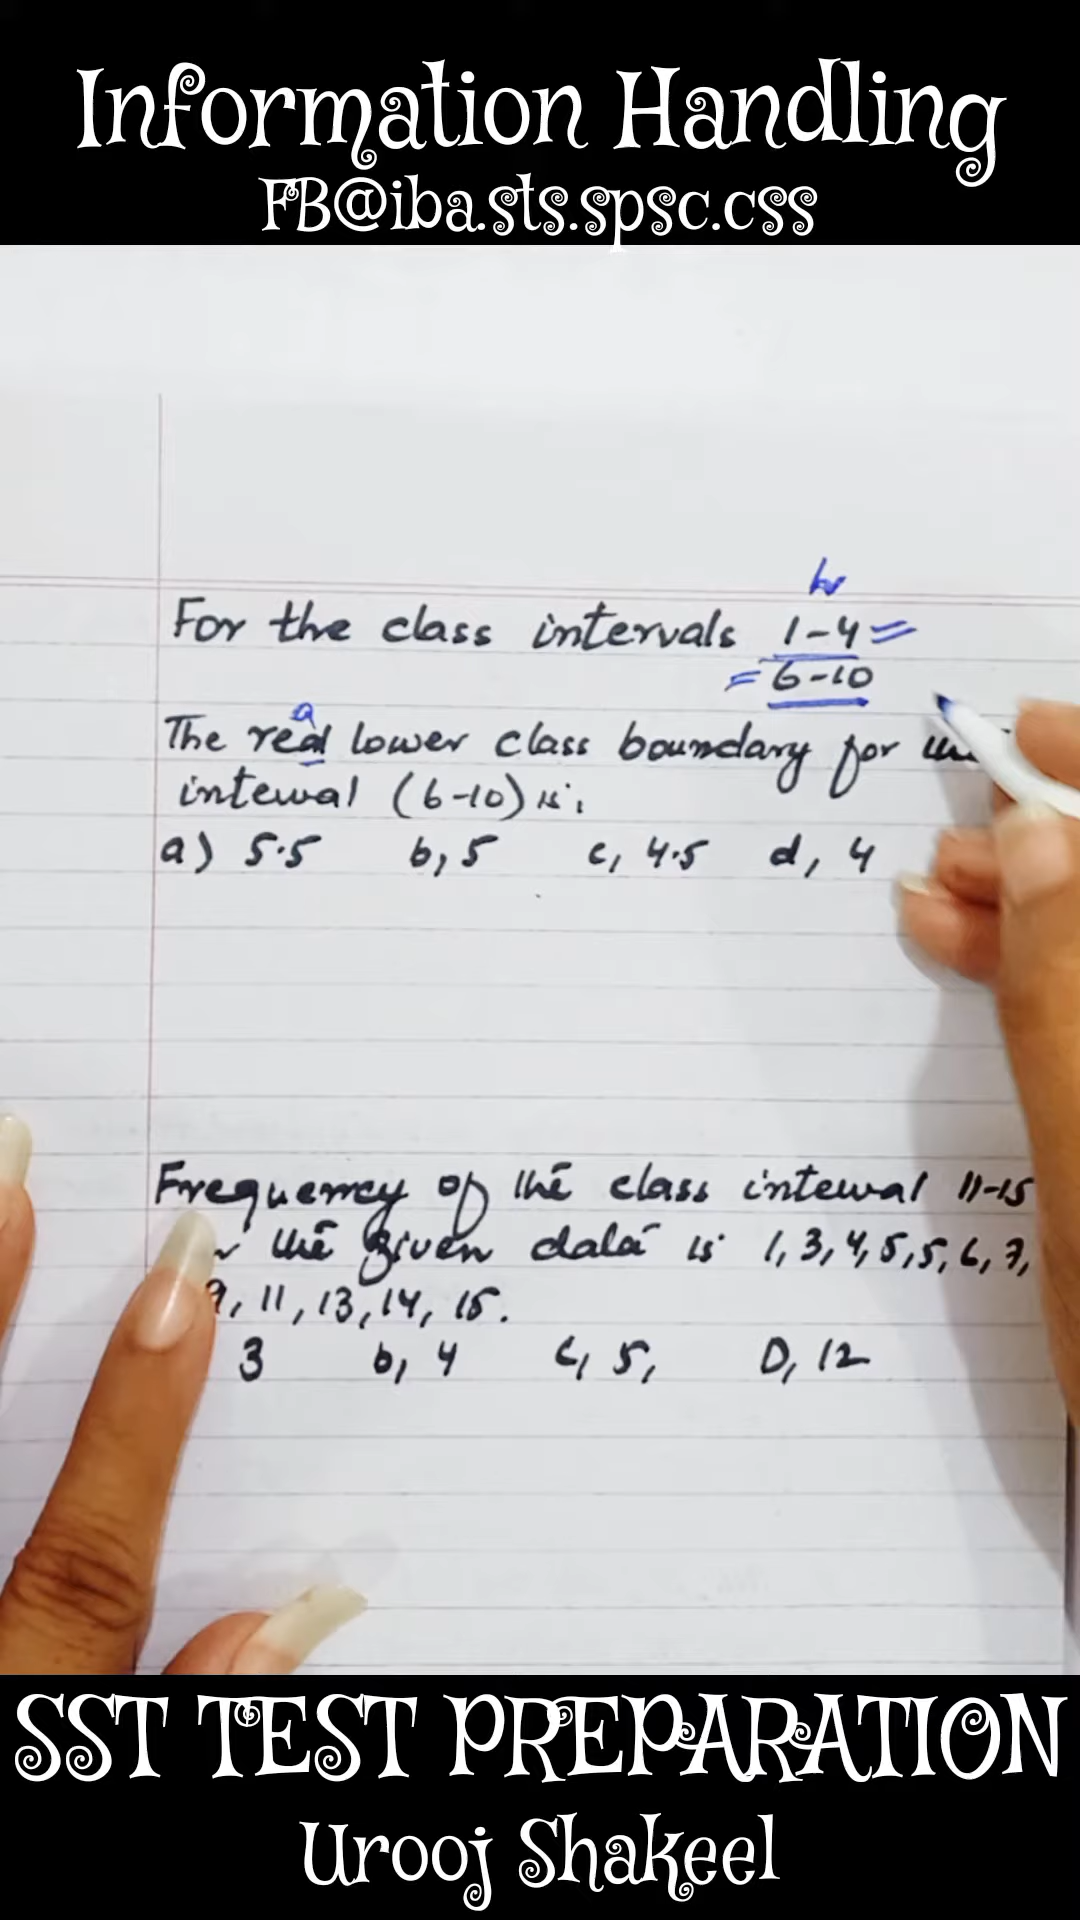 Information Handling
FB@iba.sts.spsc.css
For the class intervals 1-4 =
= 6-10
The real lower class boundary for
interval (6-10) is:
a) 5.5 b, 5 c, 4.5 d, 4
Frequency of the class interval 11-15
the given data is 1, 3, 4, 5, 5, 6, 7,
9, 11, 13, 14, 15.
3 b, 4 C, 5, D, 12
SST TEST PREPARATION
Urooj Shakeel